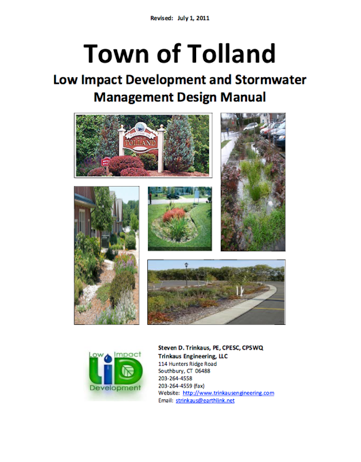 Revised: July 1, 2011
Town of Tolland
Low Impact Development and Stormwater
Management Design Manual
TOLLAND
Low Impact
LID
Development
Steven D. Trinkaus, PE, CPESC, CPSWQ
Trinkaus Engineering, LLC
114 Hunters Ridge Road
Southbury, CT 06488
203-264-4558
203-264-4559 (fax)
Website: http://www.trinkausengineering.com
Email: strinkaus@earthlink.net